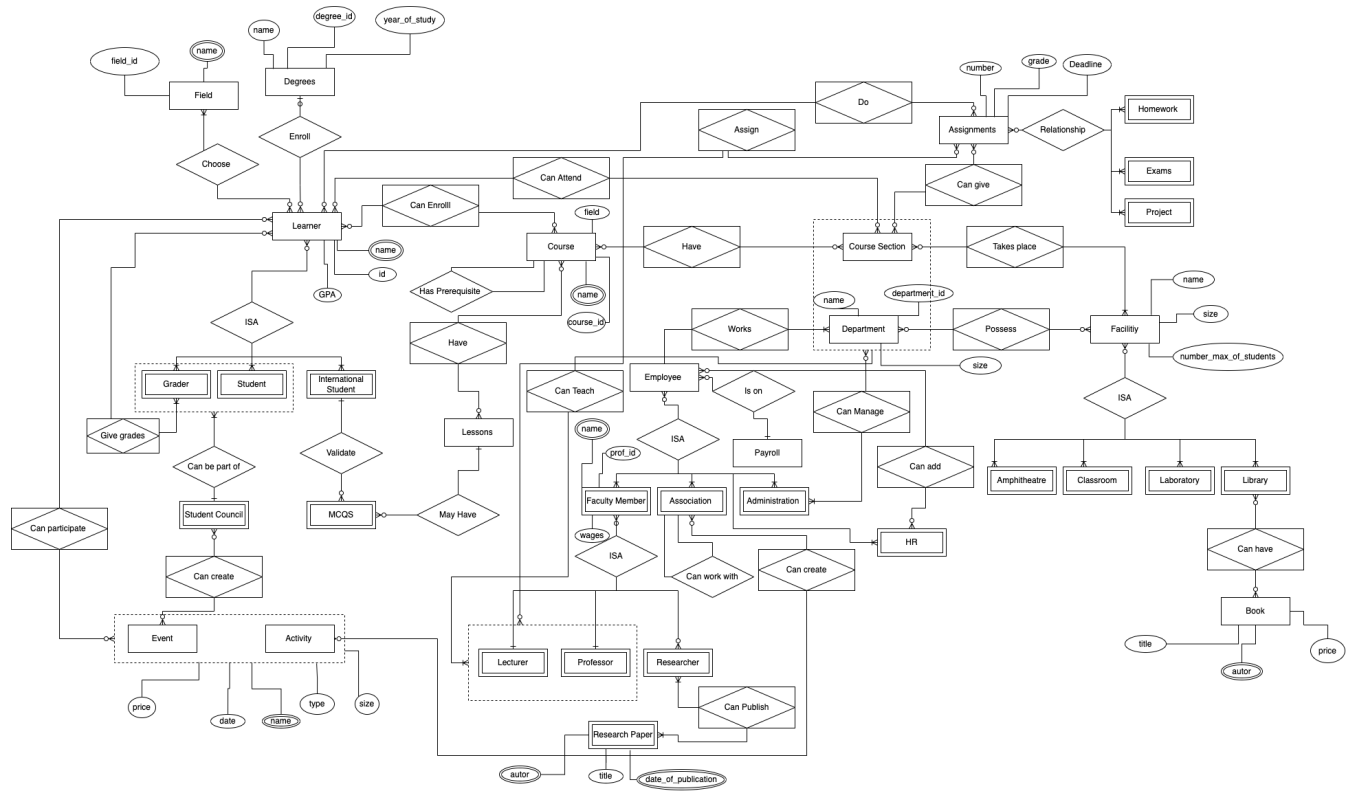 degree_id
year_of_study
name
name
field_id
Degrees
Field
number
grade
Deadline
Do
Homework
Assign
Assignments
Relationship
Enroll
Choose
Can Attend
Exams
Can give
Can Enrolll
Project
field
Learner
Course
Have
Course Section
Takes place
name
id
GPA
Has Prerequisite
name
course_id
name
department_id
name
size
ISA
Have
Works
Department
Possess
Facilitiy
number_max_of_students
size
Grader
Student
International
Student
Can Teach
Employee
Is on
Can Manage
ISA
Give grades
Lessons
name
ISA
Payroll
prof_id
Can be part of
Validate
Can add
Amphitheatre
Classroom
Laboratory
Library
Student Council
MCQS
May Have
Faculty Member
Association
Administration
Can participate
wages
HR
ISA
Can work with
Can create
Can have
Can create
Event
Activity
Book
title
autor
price
Lecturer
Professor
Researcher
price
date
name
type
size
Can Publish
Research Paper
autor
title
date_of_publication